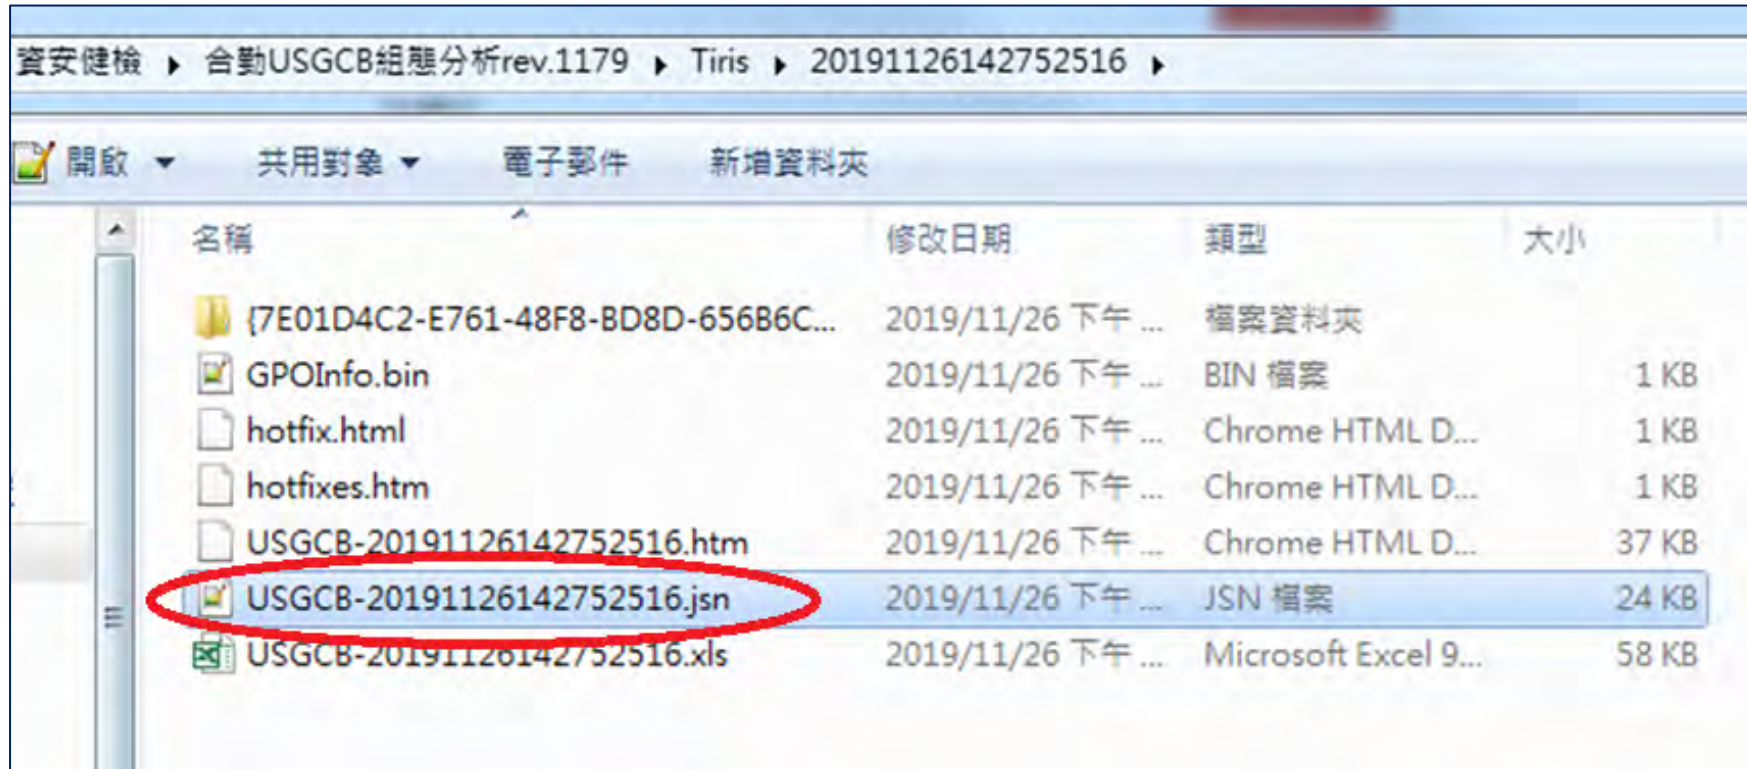 資安健檢 ▸ 合勤USGCB組態分析rev.1179 ▸ Tiris ▸ 20191126142752516 ▸
開啟 ▼ 共用對象 ▼ 電子郵件 新增資料夾
名稱 修改日期 類型 大小
{7E01D4C2-E761-48F8-BD8D-656B6C... 2019/11/26 下午 ... 檔案資料夾
GPOInfo.bin 2019/11/26 下午 ... BIN 檔案 1 KB
hotfix.html 2019/11/26 下午 ... Chrome HTML D... 1 KB
hotfixes.htm 2019/11/26 下午 ... Chrome HTML D... 1 KB
USGCB-20191126142752516.htm 2019/11/26 下午 ... Chrome HTML D... 37 KB
USGCB-20191126142752516.jsn 2019/11/26 下午 ... JSN 檔案 24 KB
USGCB-20191126142752516.xls 2019/11/26 下午 ... Microsoft Excel 9... 58 KB